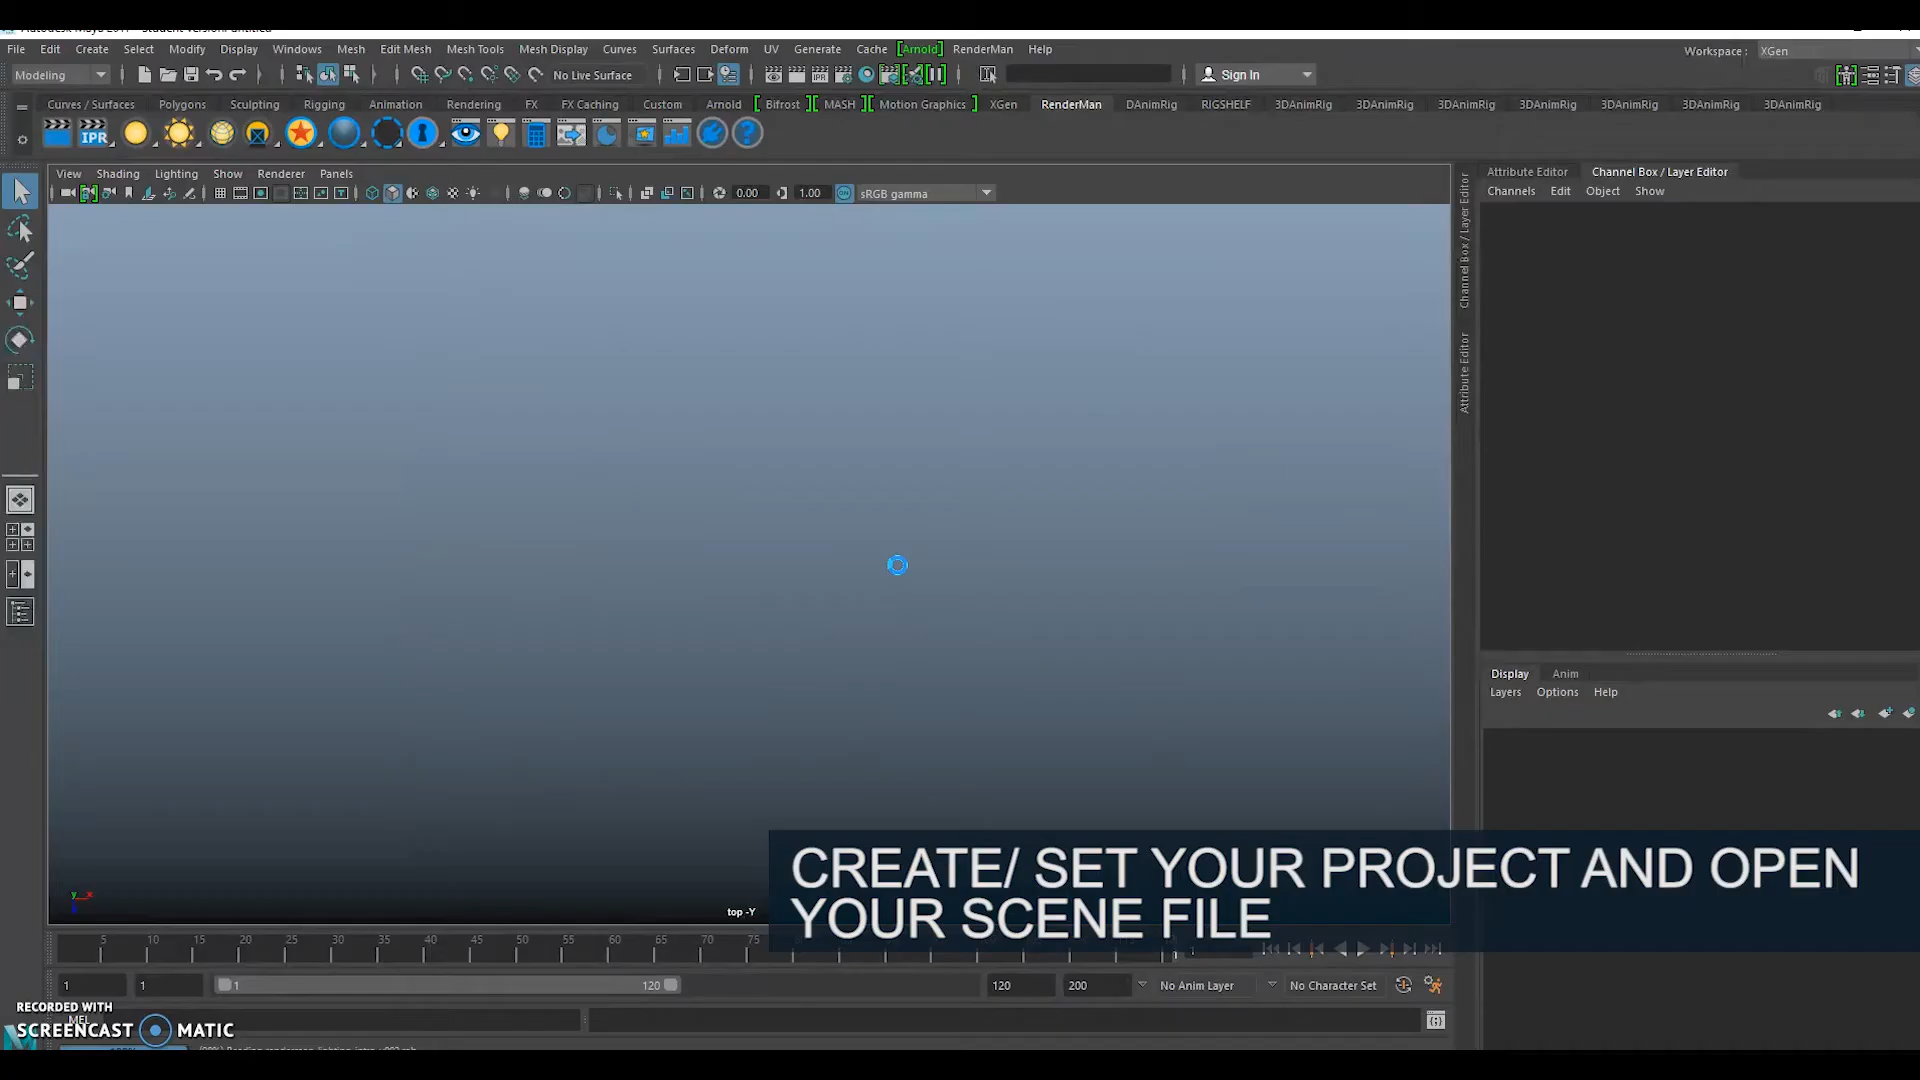 File Edit Create Select Modify Display Windows Mesh Edit Mesh Mesh Tools Mesh Display Curves Surfaces Deform UV Generate Cache [Arnold] RenderMan Help
Workspace : XGen
Modeling No Live Surface IPR Sign In
Curves / Surfaces Polygons Sculpting Rigging Animation Rendering FX FX Caching Custom Arnold [ Bifrost ][ MASH ][ Motion Graphics ] XGen RenderMan DAnimRig RIGSHELF 3DAnimRig 3DAnimRig 3DAnimRig 3DAnimRig 3DAnimRig 3DAnimRig 3DAnimRig
IPR
View Shading Lighting Show Renderer Panels
0.00 1.00 ON sRGB gamma
Attribute Editor Channel Box / Layer Editor
Channels Edit Object Show
Channel Box / Layer Editor
Attribute Editor
Display Anim
Layers Options Help
CREATE/ SET YOUR PROJECT AND OPEN
YOUR SCENE FILE
y x
top -Y
5 10 15 20 25 30 35 40 45 50 55 60 65 70 75
1 1 1 120 120 200 No Anim Layer No Character Set
RECORDED WITH
MEL
SCREENCAST MATIC